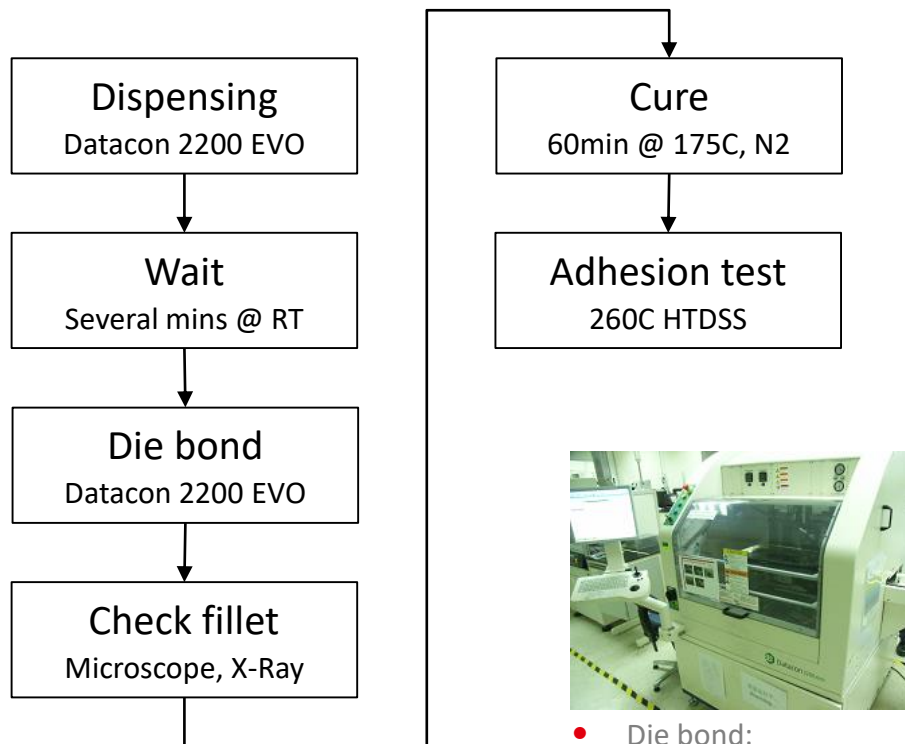 Dispensing
Datacon 2200 EVO
Wait
Several mins @ RT
Die bond
Datacon 2200 EVO
Check fillet
Microscope, X-Ray
Cure
60min @ 175C, N2
Adhesion test
260C HTDSS
Datacon
• Die bond: